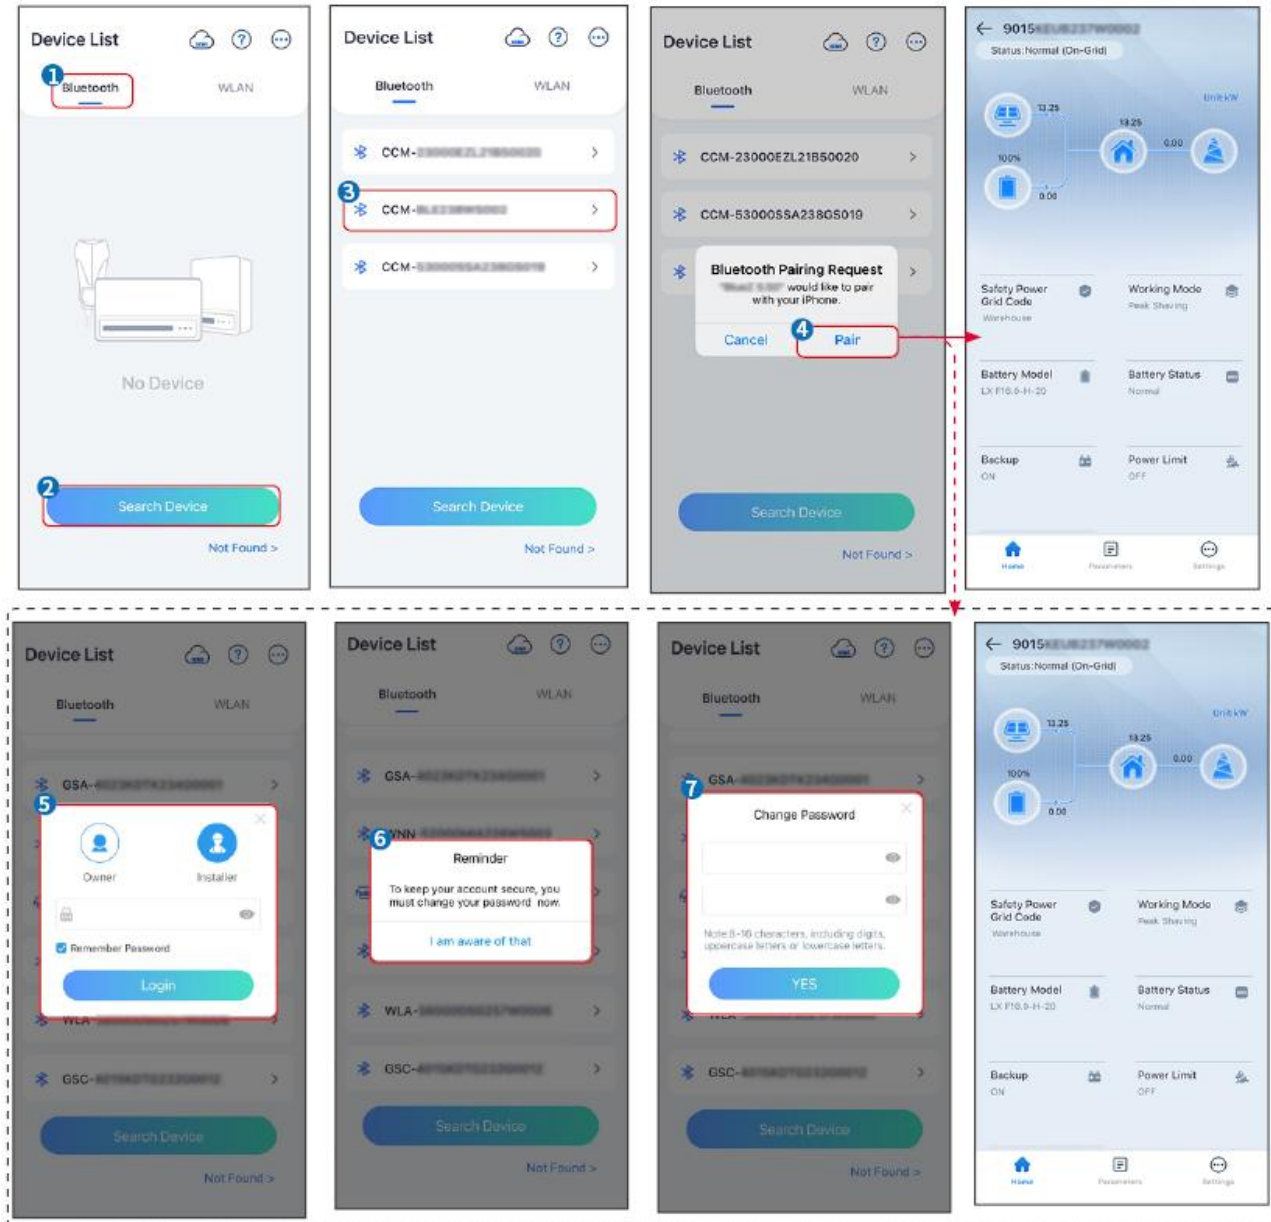 Device List
1
Bluetooth WLAN
No Device
2
Search Device
Not Found >
Device List
Bluetooth WLAN
CCM-
3
CCM-
CCM-
Search Device
Not Found >
Device List
Bluetooth WLAN
CCM-23000EZL21B50020
CCM-53000SSA238GS019
Bluetooth Pairing Request
would like to pair
with your iPhone.
Cancel 4 Pair
Search Device
Not Found >
9015
Status:Normal (On-Grid)
Unit:kW
13.25
13.25
0.00
100%
0.00
Safety Power
Grid Code
Warehouse
Working Mode
Peak Shaving
Battery Model
Battery Status
Normal
Backup
ON
Power Limit
OFF
Home Parameters Settings
Device List
Bluetooth WLAN
GSA-
5
Owner Installer
Remember Password
Login
WLA-
GSC-
Search Device
Not Found >
Device List
Bluetooth WLAN
GSA-
6
WNN
Reminder
To keep your account secure, you
must change your password now.
I am aware of that
WLA-
GSC-
Search Device
Not Found >
Device List
Bluetooth WLAN
GSA-
7
Change Password
Note:8-16 characters, including digits,
uppercase letters or lowercase letters.
YES
GSC-
Search Device
Not Found >
9015
Status:Normal (On-Grid)
Unit:kW
13.25
13.25
0.00
100%
0.00
Safety Power
Grid Code
Warehouse
Working Mode
Peak Shaving
Battery Model
Battery Status
Normal
Backup
ON
Power Limit
OFF
Home Parameters Settings